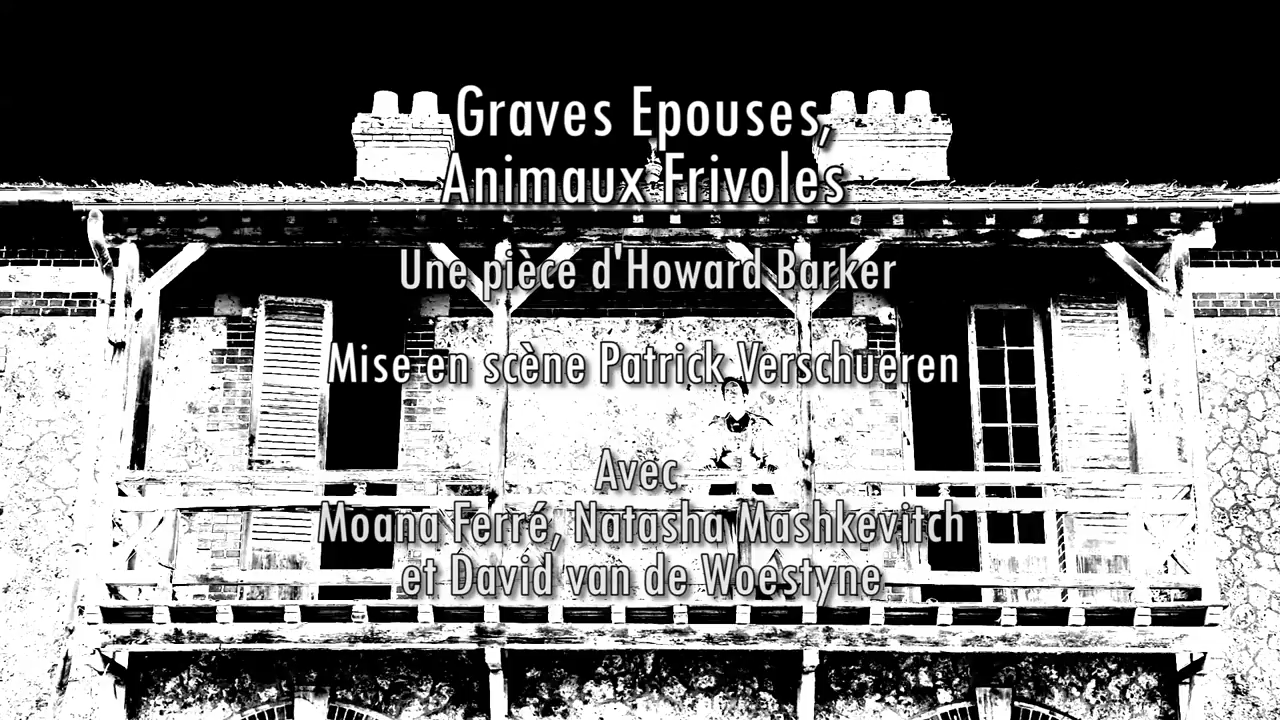 Graves Epouses,
Animaux Frivoles
Une pièce d'Howard Barker
Mise en scène Patrick Verschueren
Avec
Moana Ferré, Natasha Mashkevitch
et David van de Woestyne